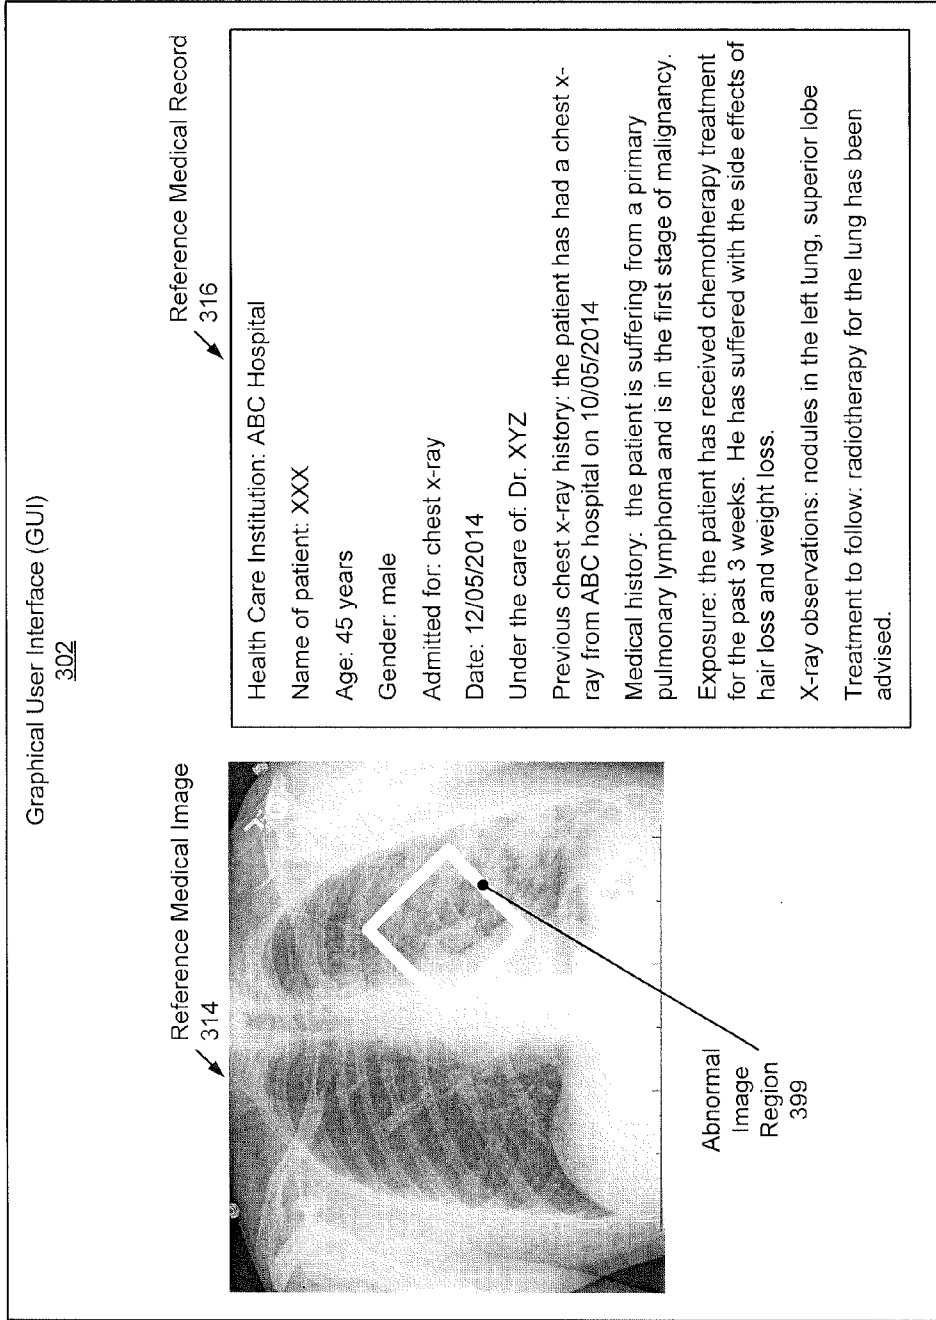 Graphical User Interface (GUI)
302
Reference Medical Image
314
Abnormal
Image
Region
399
Reference Medical Record
316
Health Care Institution: ABC Hospital
Name of patient: XXX
Age: 45 years
Gender: male
Admitted for: chest x-ray
Date: 12/05/2014
Under the care of: Dr. XYZ
Previous chest x-ray history: the patient has had a chest x-
ray from ABC hospital on 10/05/2014
Medical history:  the patient is suffering from a primary
pulmonary lymphoma and is in the first stage of malignancy.
Exposure: the patient has received chemotherapy treatment
for the past 3 weeks.  He has suffered with the side effects of
hair loss and weight loss.
X-ray observations: nodules in the left lung, superior lobe
Treatment to follow: radiotherapy for the lung has been
advised.